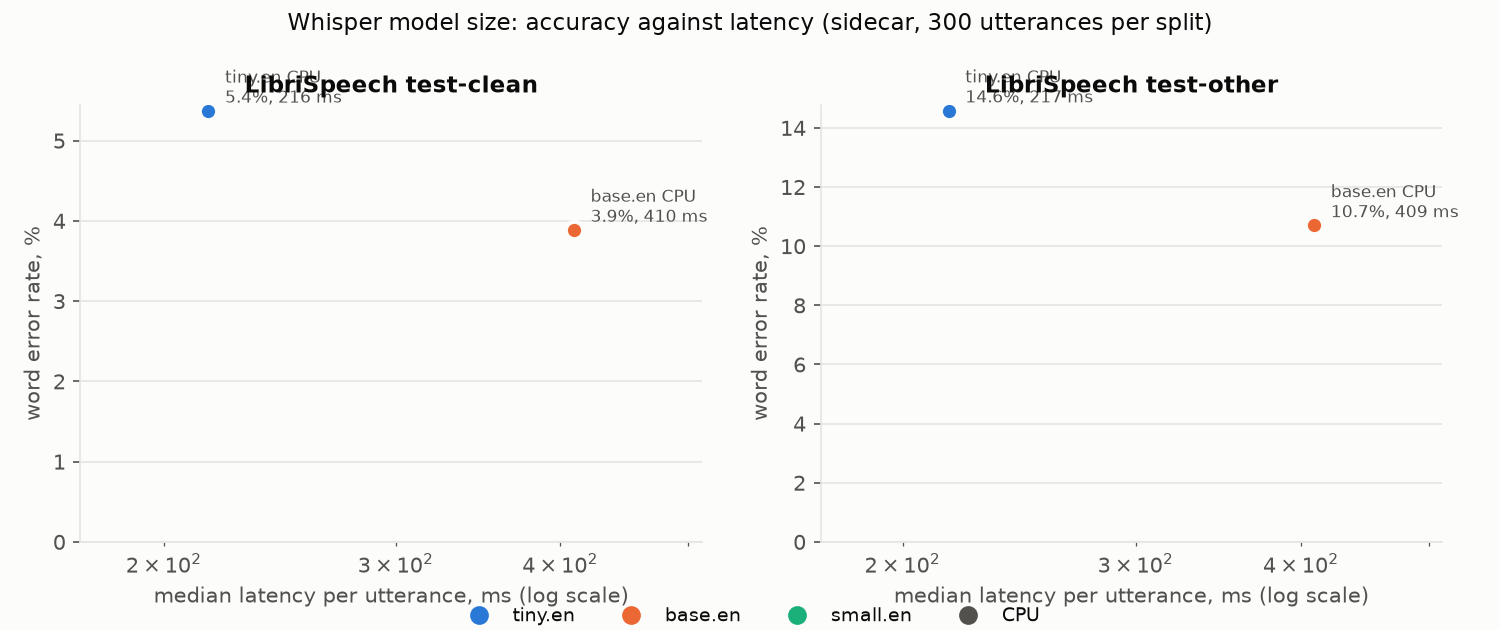 Whisper model size: accuracy against latency (sidecar, 300 utterances per split)
LibriSpeech test-clean
tiny.en CPU
5.4%, 216 ms
base.en CPU
3.9%, 410 ms
word error rate, %
5
4
3
2
1
0
2 × 10²
3 × 10²
4 × 10²
median latency per utterance, ms (log scale)
LibriSpeech test-other
tiny.en CPU
14.6%, 217 ms
base.en CPU
10.7%, 409 ms
word error rate, %
14
12
10
8
6
4
2
0
2 × 10²
3 × 10²
4 × 10²
median latency per utterance, ms (log scale)
tiny.en base.en small.en CPU